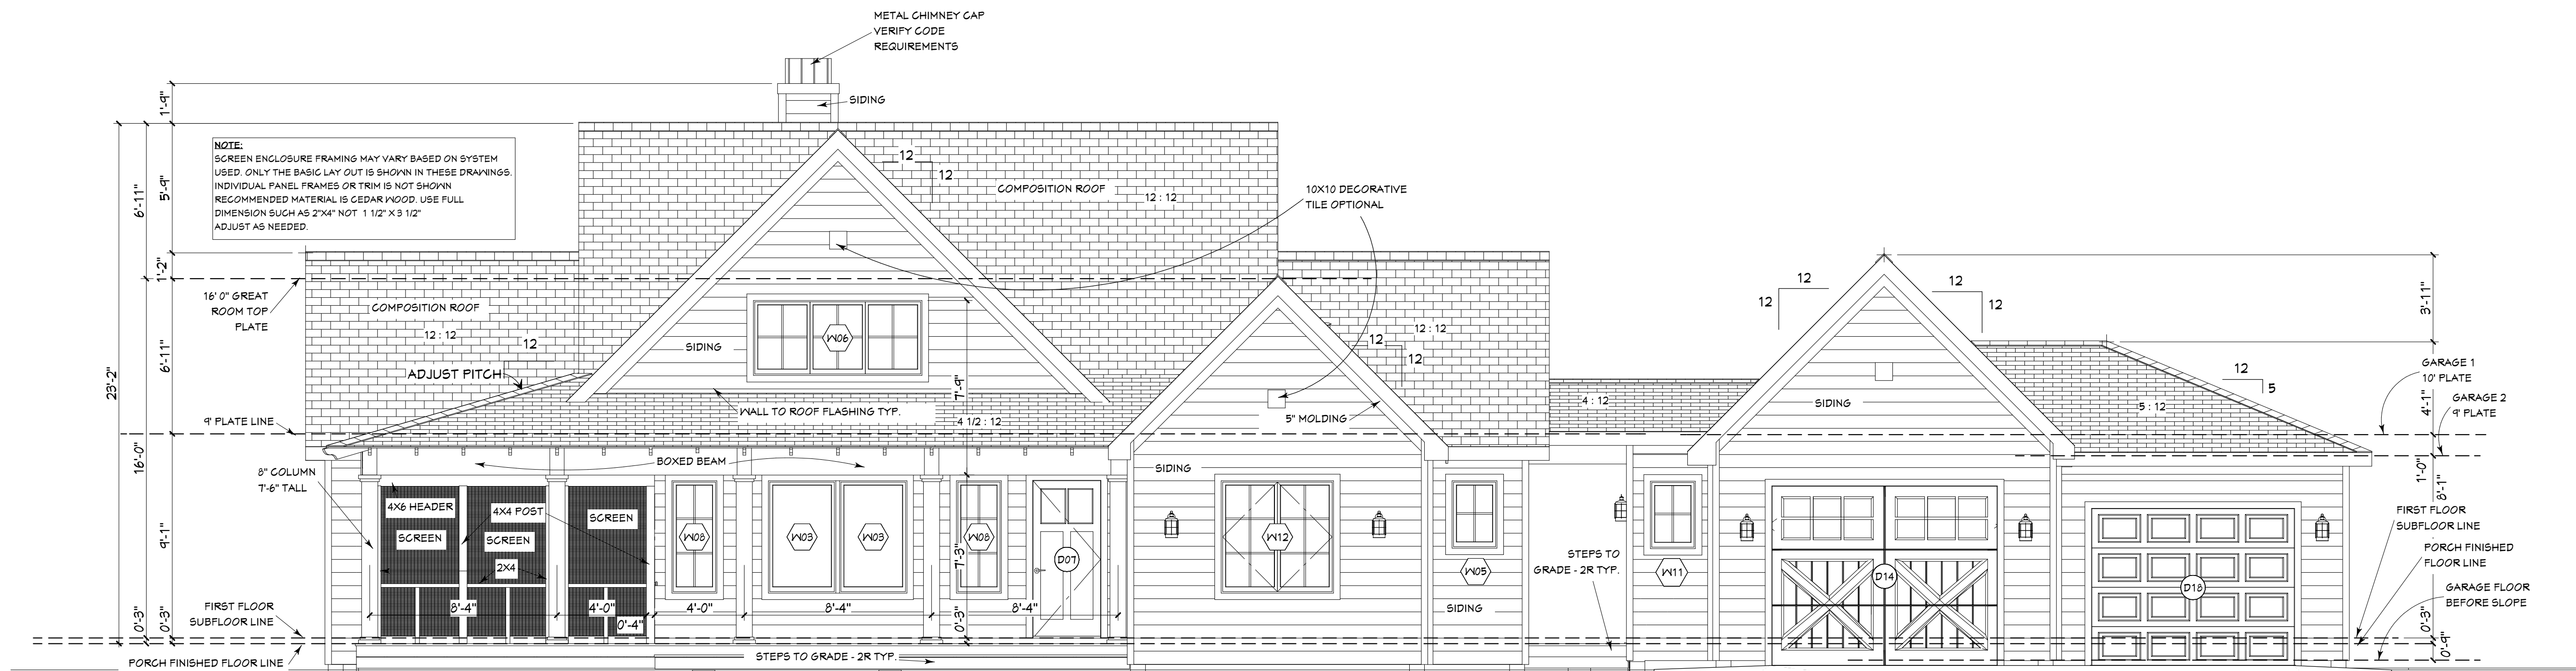 METAL CHIMNEY CAP
VERIFY CODE
REQUIREMENTS
SIDING
1'-9"
NOTE:
SCREEN ENCLOSURE FRAMING MAY VARY BASED ON SYSTEM
USED. ONLY THE BASIC LAY OUT IS SHOWN IN THESE DRAWINGS.
INDIVIDUAL PANEL FRAMES OR TRIM IS NOT SHOWN
RECOMMENDED MATERIAL IS CEDAR WOOD. USE FULL
DIMENSION SUCH AS 2"X4" NOT 1 1/2" X 3 1/2"
ADJUST AS NEEDED.
6'-11"
5'-9"
1'-2"
23'-2"
6'-11"
16'-0"
9'-1"
0'-3"
0'-3"
16' 0" GREAT
ROOM TOP
PLATE
COMPOSITION ROOF
12 : 12
12
ADJUST PITCH
9' PLATE LINE
8" COLUMN
7'-6" TALL
FIRST FLOOR
SUBFLOOR LINE
PORCH FINISHED FLOOR LINE
12
12
COMPOSITION ROOF
12 : 12
10X10 DECORATIVE
TILE OPTIONAL
SIDING
W06
WALL TO ROOF FLASHING TYP.
7'-9"
4 1/2 : 12
BOXED BEAM
4X6 HEADER
SCREEN
4X4 POST
SCREEN
SCREEN
2X4
8'-4"
4'-0"
0'-4"
4'-0"
8'-4"
8'-4"
W08
W03
W03
W08
7'-3"
0'-3"
D07
STEPS TO GRADE - 2R TYP.
12 : 12
12
12
5" MOLDING
SIDING
W12
W05
SIDING
4 : 12
STEPS TO
GRADE - 2R TYP.
W11
12
12
12
12
SIDING
D14
5 : 12
12
5
D18
3'-11"
GARAGE 1
10' PLATE
4'-1"
GARAGE 2
9' PLATE
1'-0"
8'-1"
FIRST FLOOR
SUBFLOOR LINE
PORCH FINISHED
FLOOR LINE
GARAGE FLOOR
BEFORE SLOPE
0'-3"
0'-9"